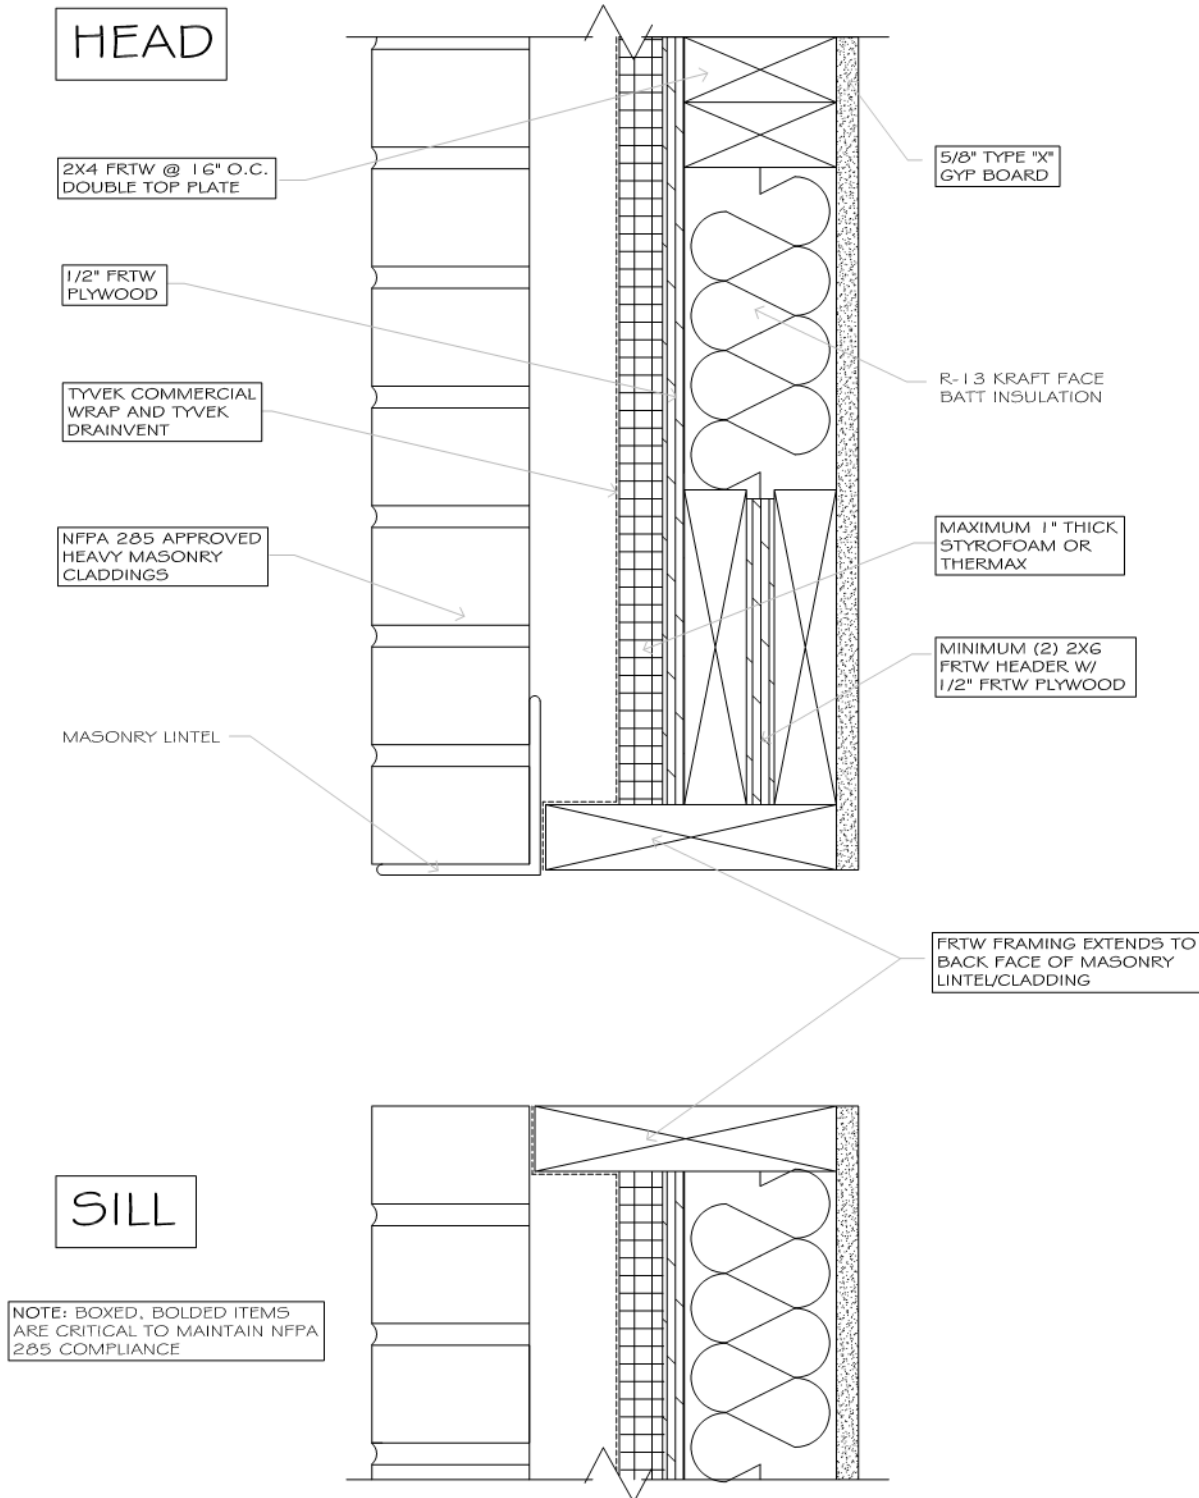 HEAD
2X4 FRTW @ 16" O.C.
DOUBLE TOP PLATE
5/8" TYPE "X"
GYP BOARD
1/2" FRTW
PLYWOOD
R-13 KRAFT FACE
BATT INSULATION
TYVEK COMMERCIAL
WRAP AND TYVEK
DRAINVENT
NFPA 285 APPROVED
HEAVY MASONRY
CLADDINGS
MAXIMUM 1" THICK
STYROFOAM OR
THERMAX
MINIMUM (2) 2X6
FRTW HEADER W/
1/2" FRTW PLYWOOD
MASONRY LINTEL
FRTW FRAMING EXTENDS TO
BACK FACE OF MASONRY
LINTEL/CLADDING
SILL
NOTE: BOXED, BOLDED ITEMS
ARE CRITICAL TO MAINTAIN NFPA
285 COMPLIANCE